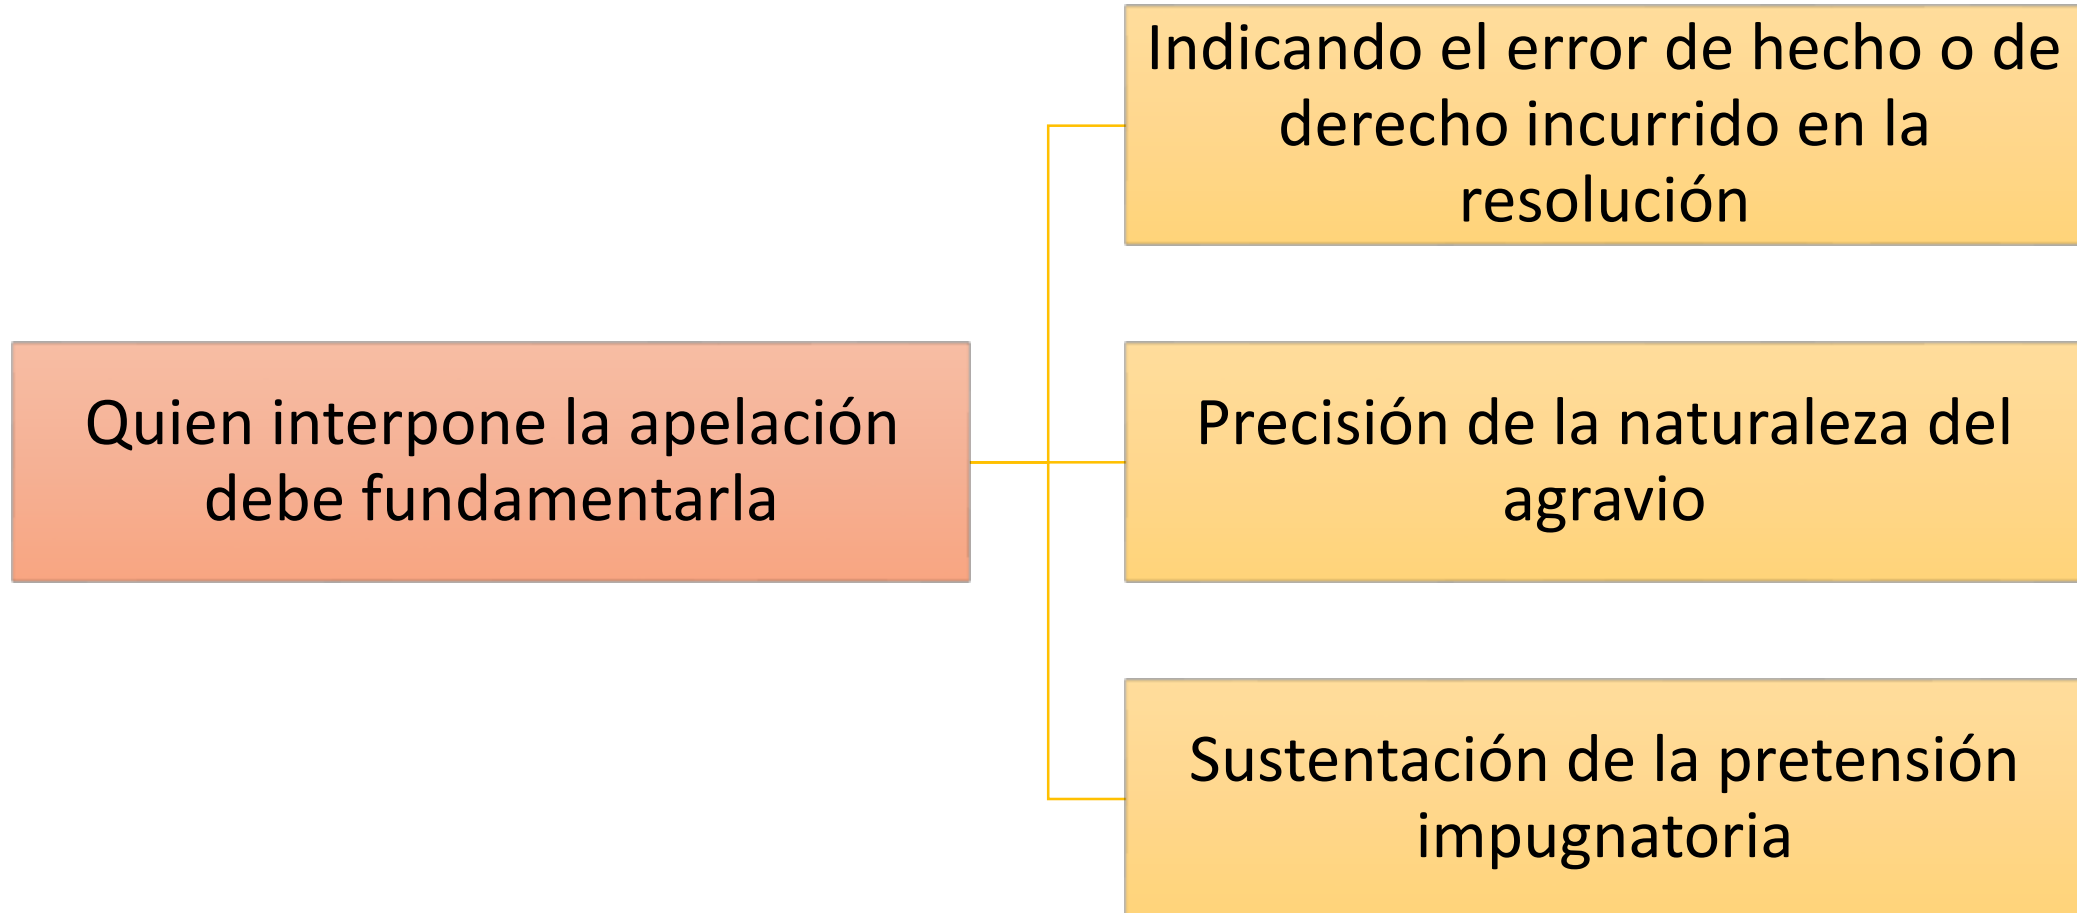 Indicando el error de hecho o de
derecho incurrido en la
resolución
Quien interpone la apelación
debe fundamentarla
Precisión de la naturaleza del
agravio
Sustentación de la pretensión
impugnatoria